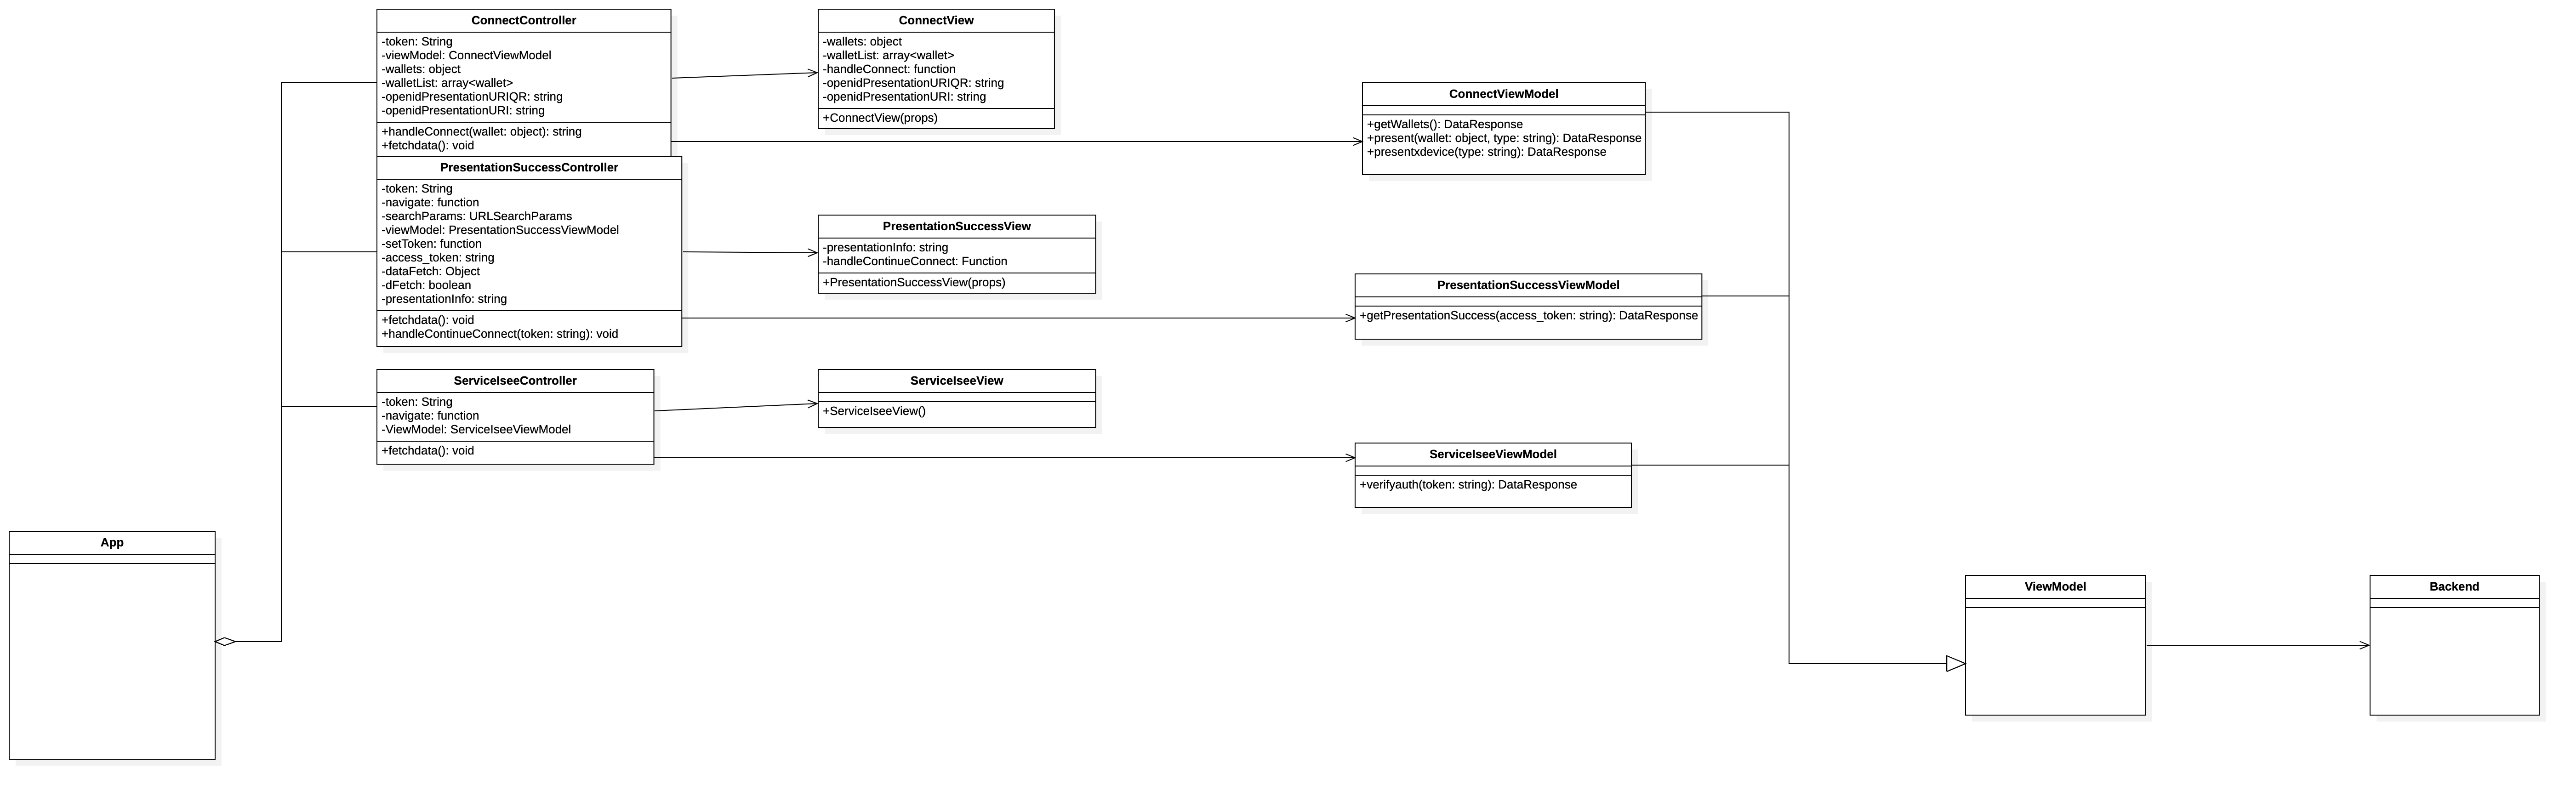 ConnectController
-token: String
-viewModel: ConnectViewModel
-wallets: object
-walletList: array<wallet>
-openidPresentationURIQR: string
-openidPresentationURI: string
+handleConnect(wallet: object): string
+fetchdata(): void
ConnectView
-wallets: object
-walletList: array<wallet>
-handleConnect: function
-openidPresentationURIQR: string
-openidPresentationURI: string
+ConnectView(props)
ConnectViewModel
+getWallets(): DataResponse
+present(wallet: object, type: string): DataResponse
+presentxdevice(type: string): DataResponse
PresentationSuccessController
-token: String
-navigate: function
-searchParams: URLSearchParams
-viewModel: PresentationSuccessViewModel
-setToken: function
-access_token: string
-dataFetch: Object
-dFetch: boolean
-presentationInfo: string
+fetchdata(): void
+handleContinueConnect(token: string): void
PresentationSuccessView
-presentationInfo: string
-handleContinueConnect: Function
+PresentationSuccessView(props)
PresentationSuccessViewModel
+getPresentationSuccess(access_token: string): DataResponse
ServiceIseeController
-token: String
-navigate: function
-ViewModel: ServiceIseeViewModel
+fetchdata(): void
ServiceIseeView
+ServiceIseeView()
ServiceIseeViewModel
+verifyauth(token: string): DataResponse
App
ViewModel
Backend